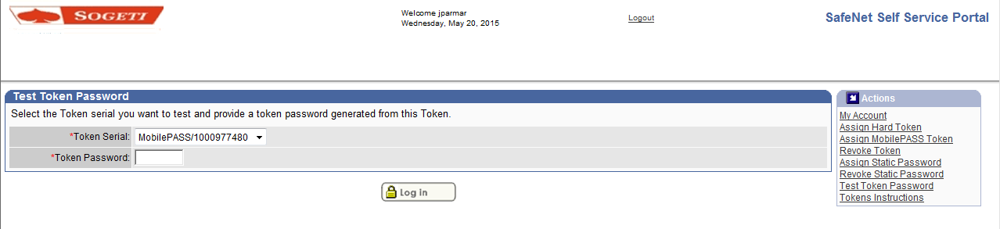 SOGETI
Welcome jparmar
Wednesday, May 20, 2015
Logout
SafeNet Self Service Portal
Test Token Password
Select the Token serial you want to test and provide a token password generated from this Token.
*Token Serial: MobilePASS/1000977480
*Token Password:
Log in
Actions
My Account
Assign Hard Token
Assign MobilePASS Token
Revoke Token
Assign Static Password
Revoke Static Password
Test Token Password
Tokens Instructions